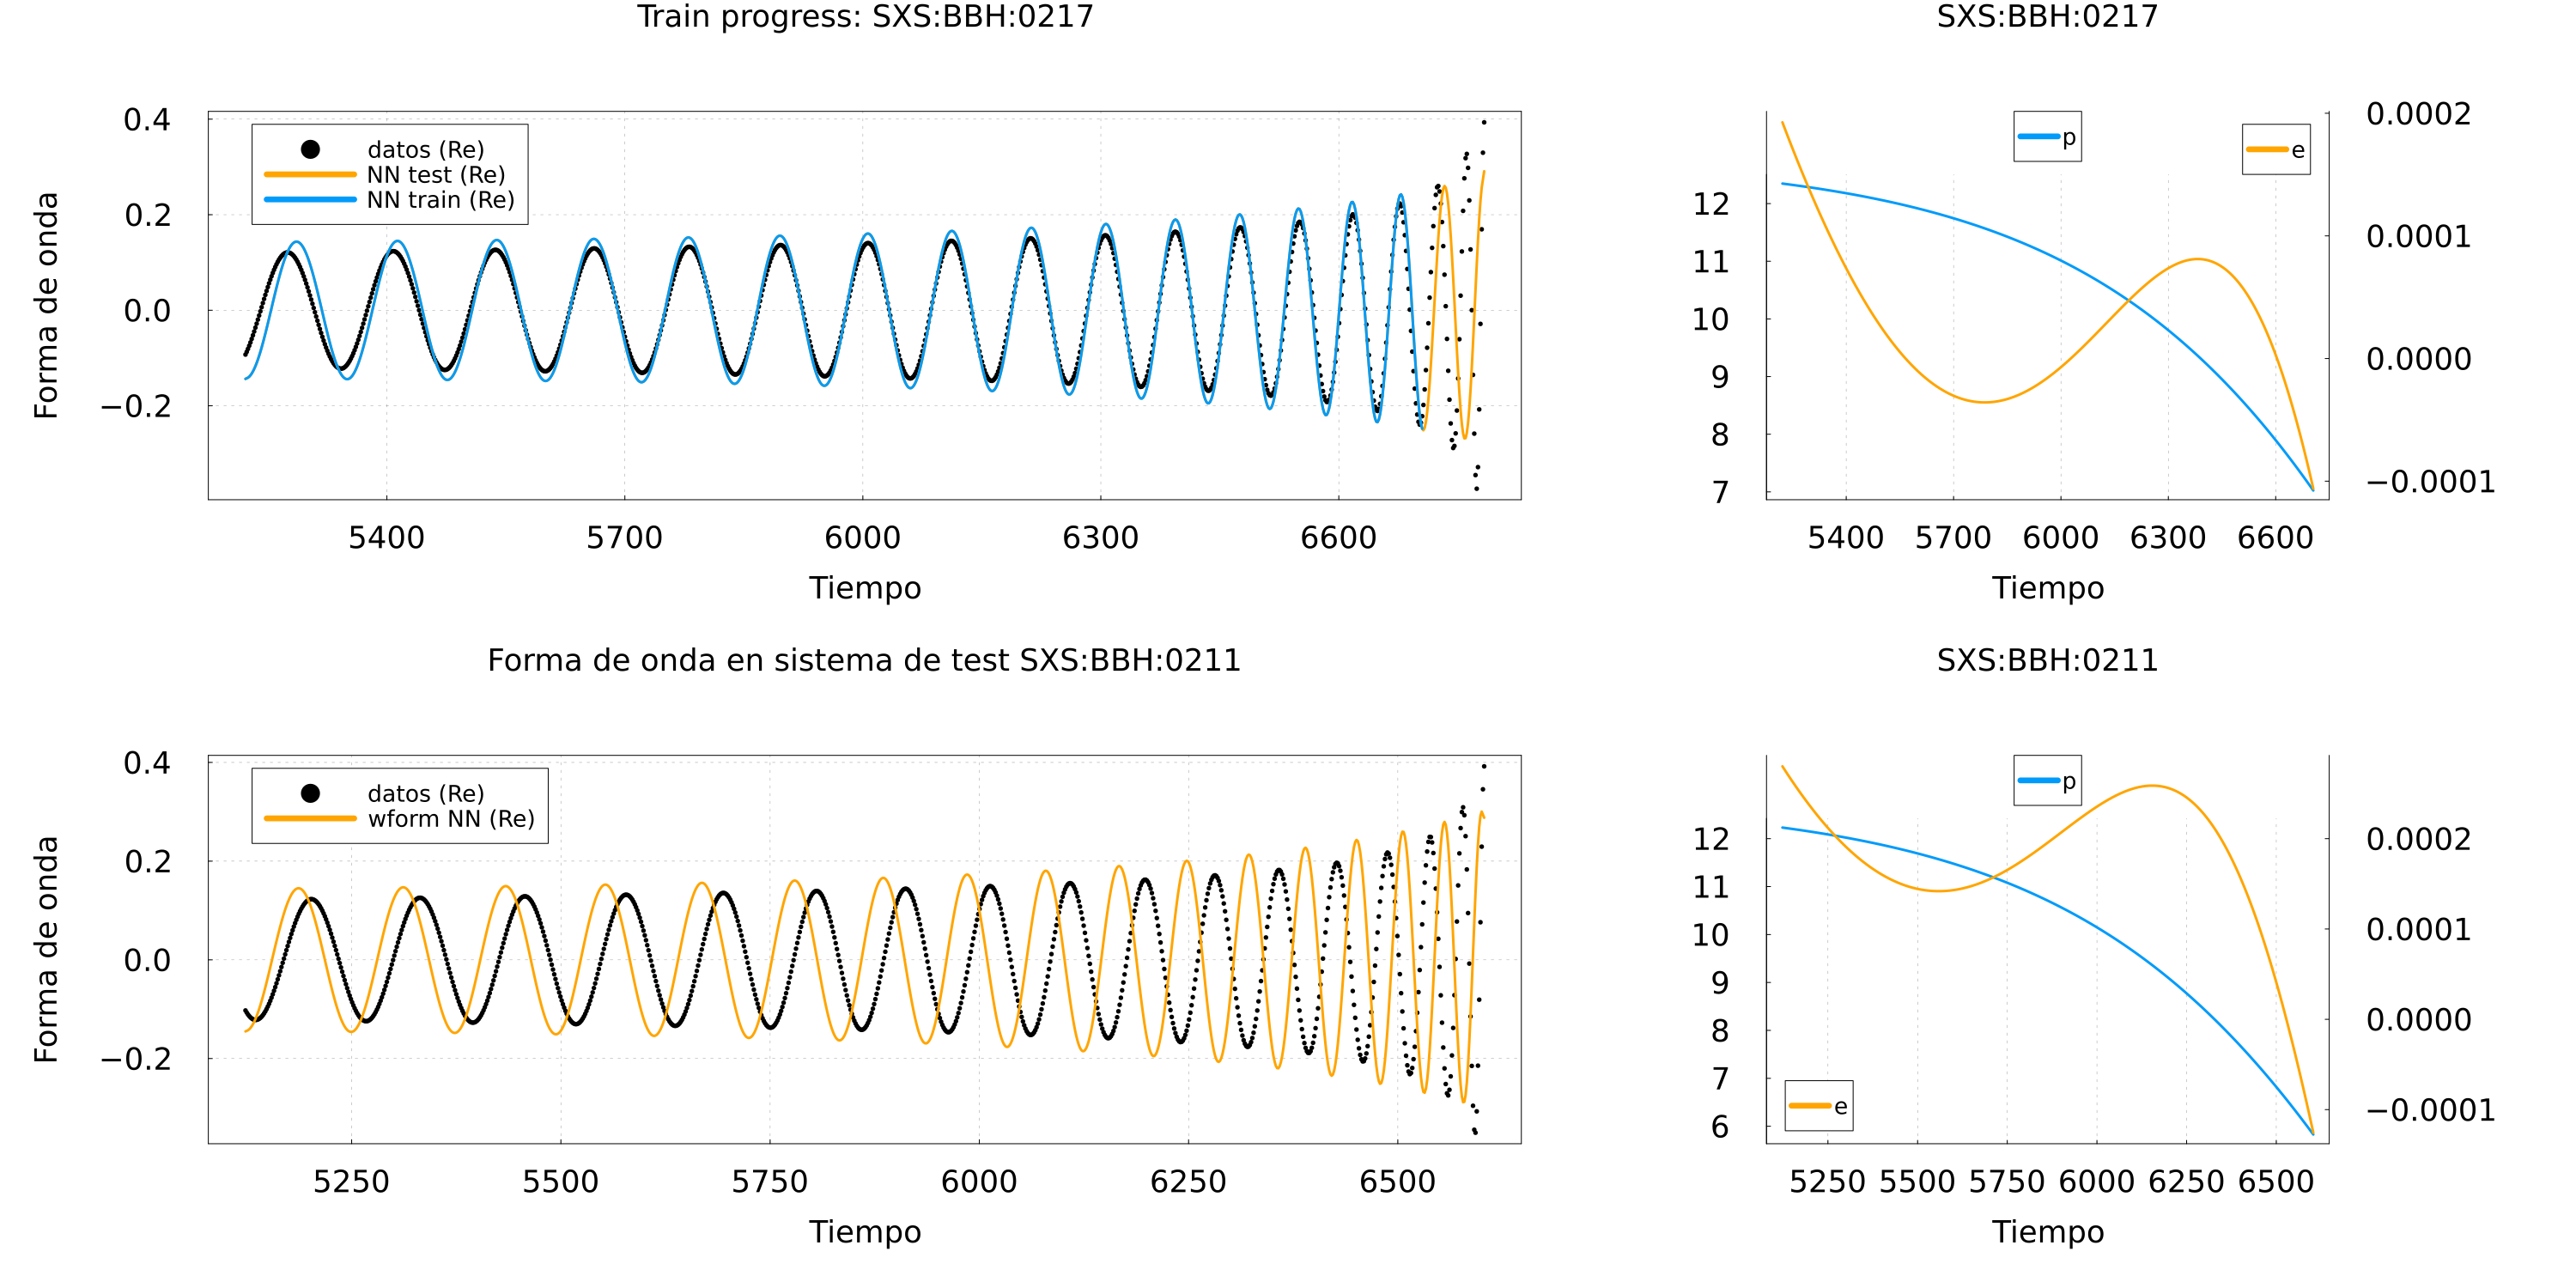 Train progress: SXS:BBH:0217
0.4
0.2
0.0
−0.2
Forma de onda
datos (Re)
NN test (Re)
NN train (Re)
5400 5700 6000 6300 6600
Tiempo
SXS:BBH:0217
12
11
10
9
8
7
p
e
0.0002
0.0001
0.0000
−0.0001
5400 5700 6000 6300 6600
Tiempo
Forma de onda en sistema de test SXS:BBH:0211
0.4
0.2
0.0
−0.2
Forma de onda
datos (Re)
wform NN (Re)
5250 5500 5750 6000 6250 6500
Tiempo
SXS:BBH:0211
12
11
10
9
8
7
6
p
e
0.0002
0.0001
0.0000
−0.0001
5250 5500 5750 6000 6250 6500
Tiempo